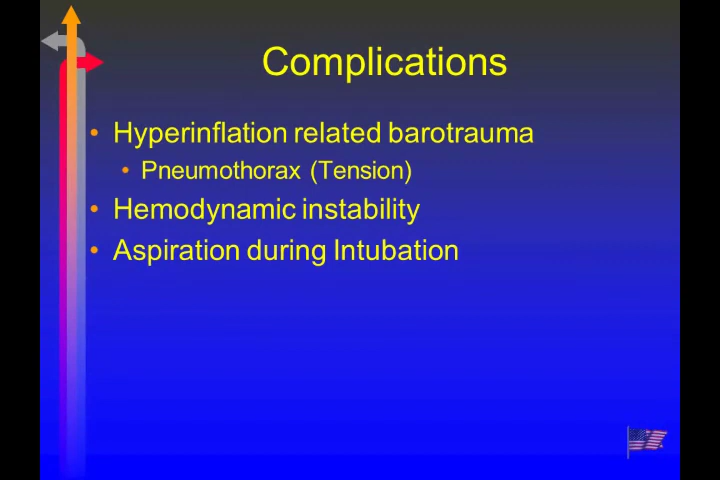 Complications
• Hyperinflation related barotrauma
• Pneumothorax (Tension)
• Hemodynamic instability
• Aspiration during Intubation